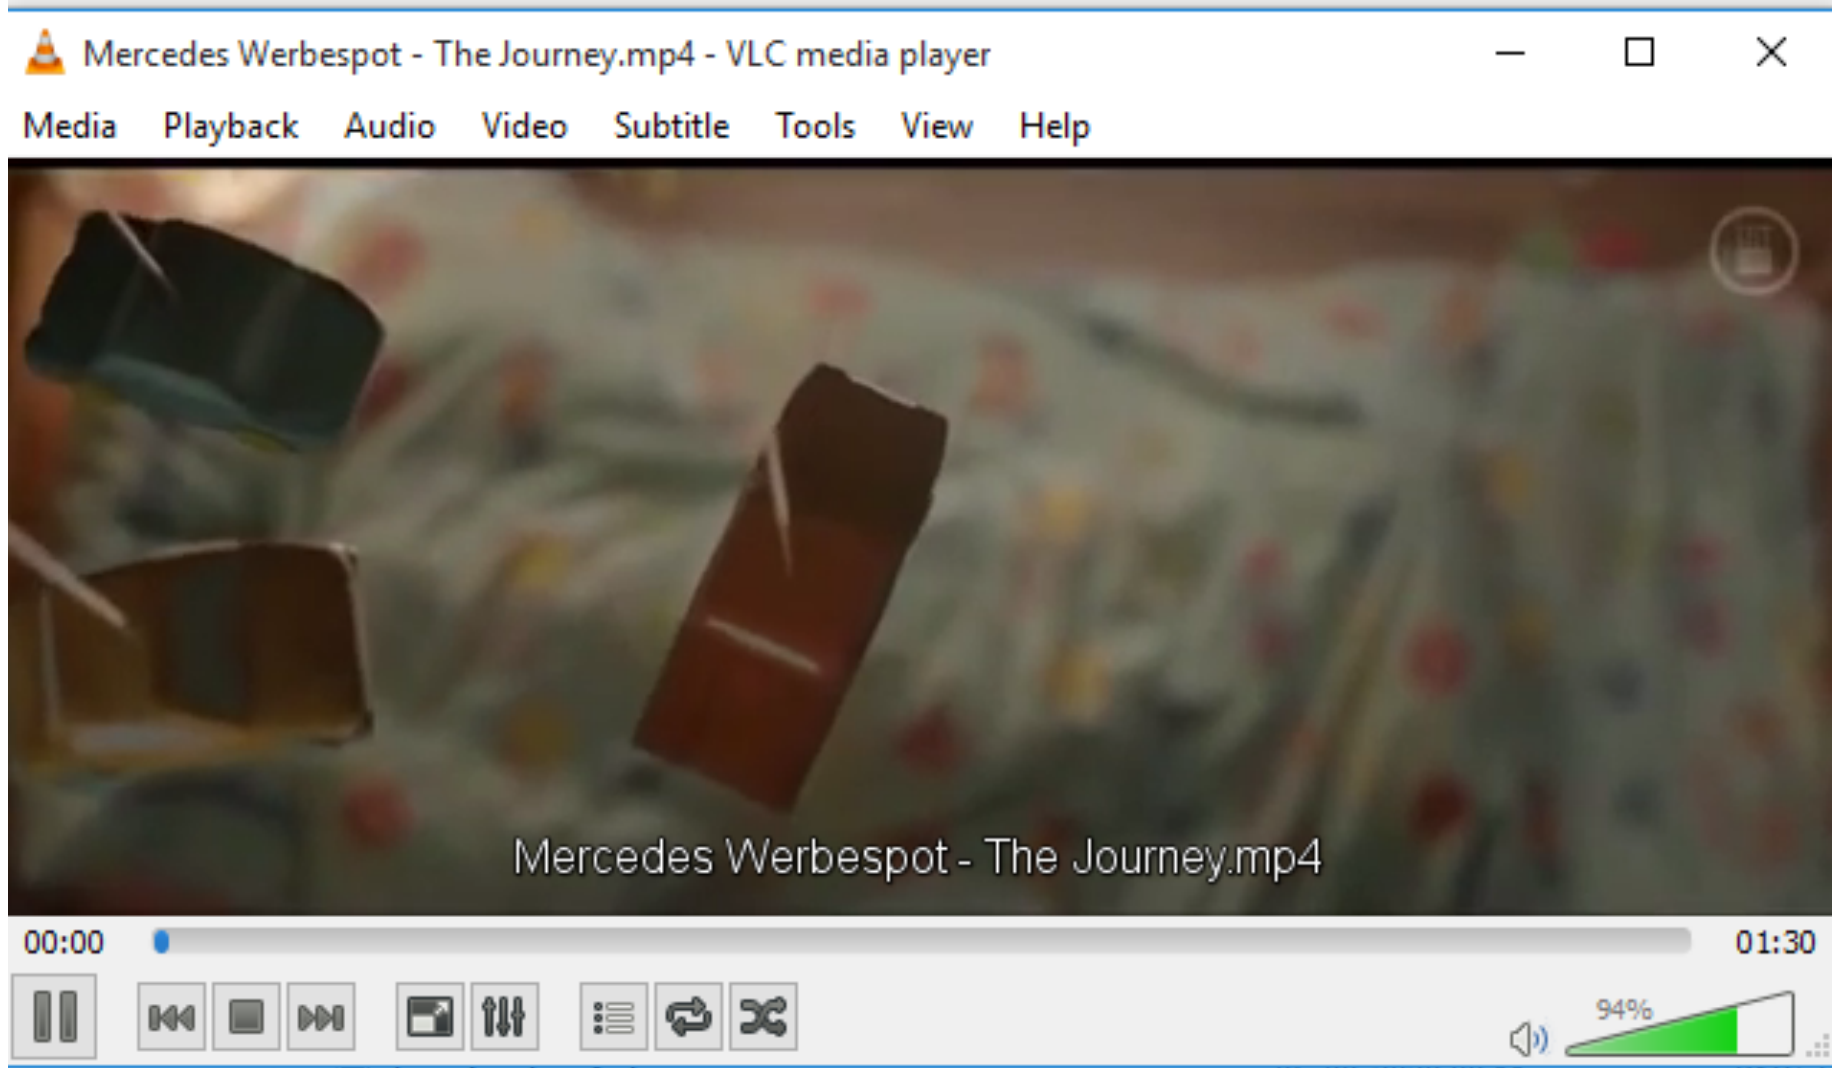 Mercedes Werbespot - The Journey.mp4 - VLC media player
Media Playback Audio Video Subtitle Tools View Help
Mercedes Werbespot - The Journey.mp4
00:00 01:30
94%